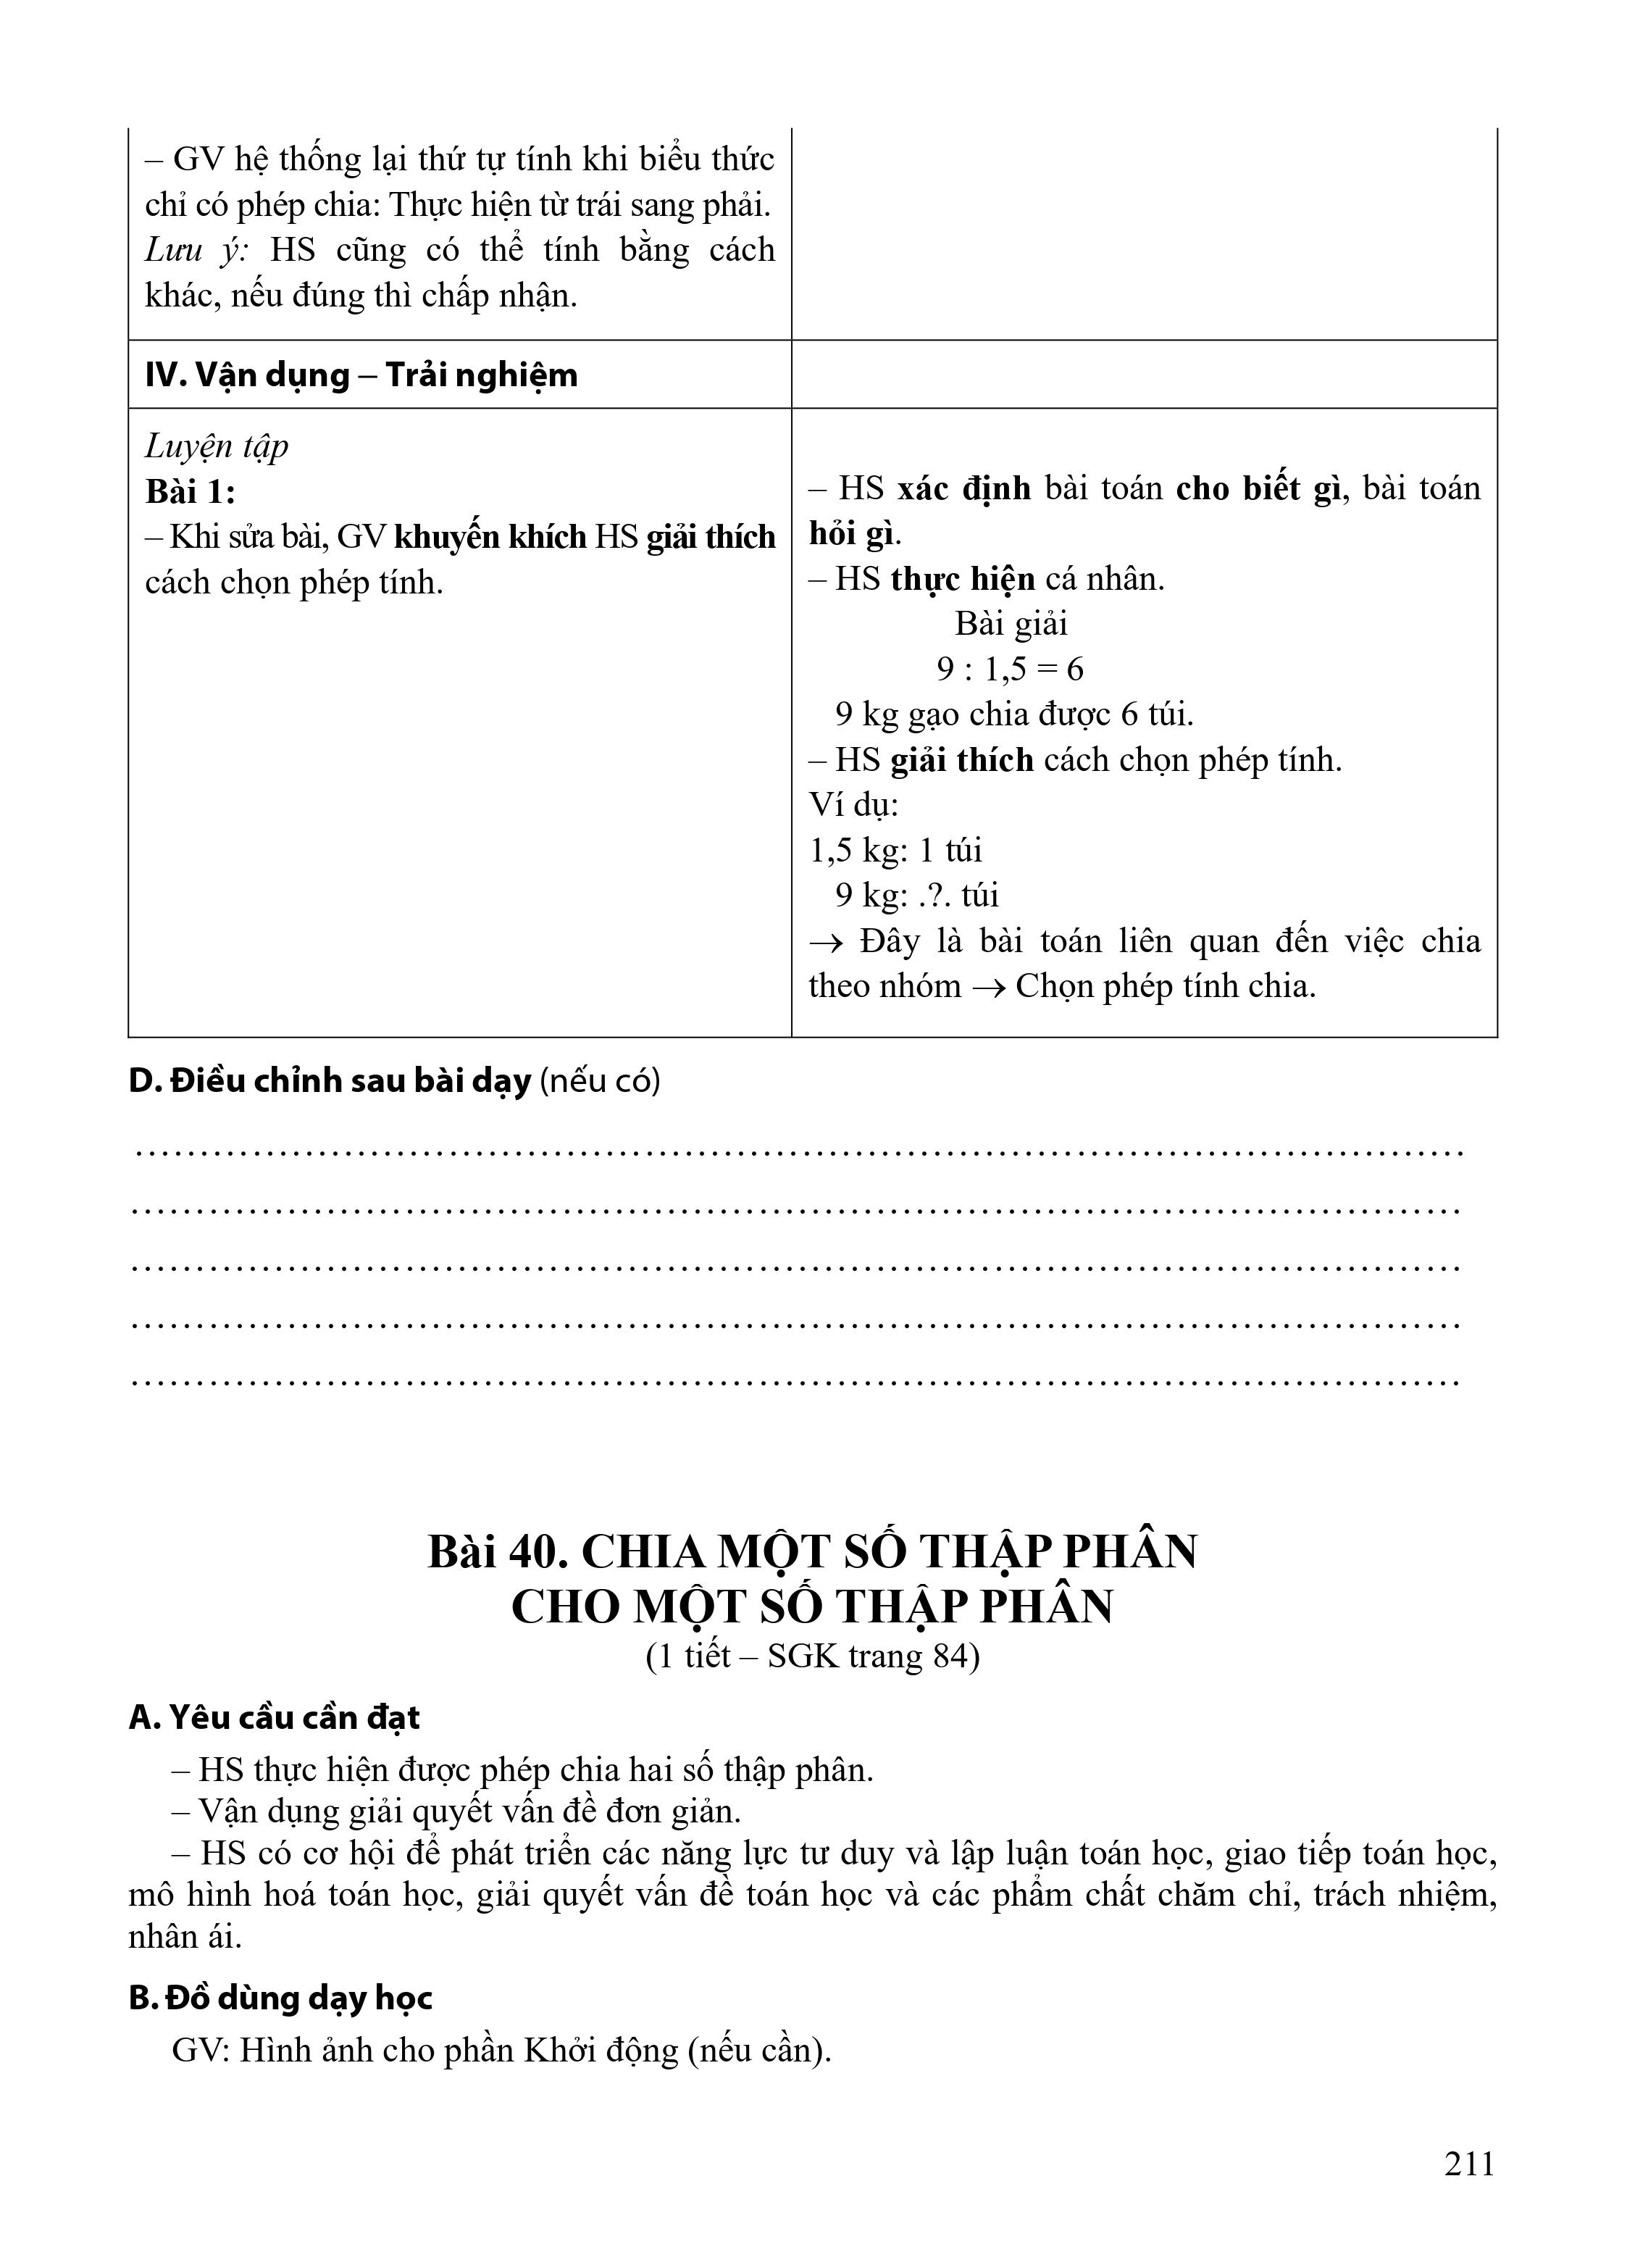 – GV hệ thống lại thứ tự tính khi biểu thức
chỉ có phép chia: Thực hiện từ trái sang phải.
Lưu ý: HS cũng có thể tính bằng cách
khác, nếu đúng thì chấp nhận.
IV. Vận dụng – Trải nghiệm
Luyện tập
Bài 1:
– Khi sửa bài, GV khuyến khích HS giải thích
cách chọn phép tính.
– HS xác định bài toán cho biết gì, bài toán
hỏi gì.
– HS thực hiện cá nhân.
Bài giải
9 : 1,5 = 6
9 kg gạo chia được 6 túi.
– HS giải thích cách chọn phép tính.
Ví dụ:
1,5 kg: 1 túi
9 kg: .?. túi
→ Đây là bài toán liên quan đến việc chia
theo nhóm → Chọn phép tính chia.
D. Điều chỉnh sau bài dạy (nếu có)
Bài 40. CHIA MỘT SỐ THẬP PHÂN
CHO MỘT SỐ THẬP PHÂN
(1 tiết – SGK trang 84)
A. Yêu cầu cần đạt
– HS thực hiện được phép chia hai số thập phân.
– Vận dụng giải quyết vấn đề đơn giản.
– HS có cơ hội để phát triển các năng lực tư duy và lập luận toán học, giao tiếp toán học,
mô hình hoá toán học, giải quyết vấn đề toán học và các phẩm chất chăm chỉ, trách nhiệm,
nhân ái.
B. Đồ dùng dạy học
GV: Hình ảnh cho phần Khởi động (nếu cần).
211